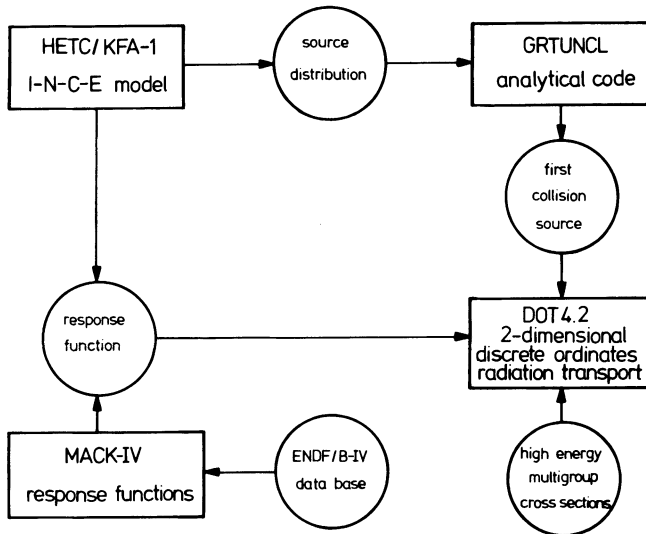 HETC/KFA-1
I-N-C-E model
source
distribution
GRTUNCL
analytical code
first
collision
source
response
function
DOT 4.2
2-dimensional
discrete ordinates
radiation transport
MACK-IV
response functions
ENDF/B-IV
data base
high energy
multigroup
cross sections